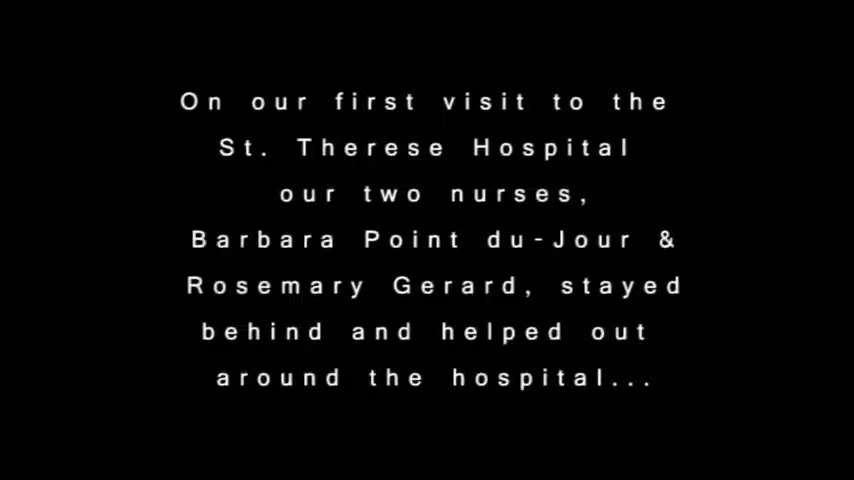 On our first visit to the
St. Therese Hospital
our two nurses,
Barbara Point du-Jour &
Rosemary Gerard, stayed
behind and helped out
around the hospital...